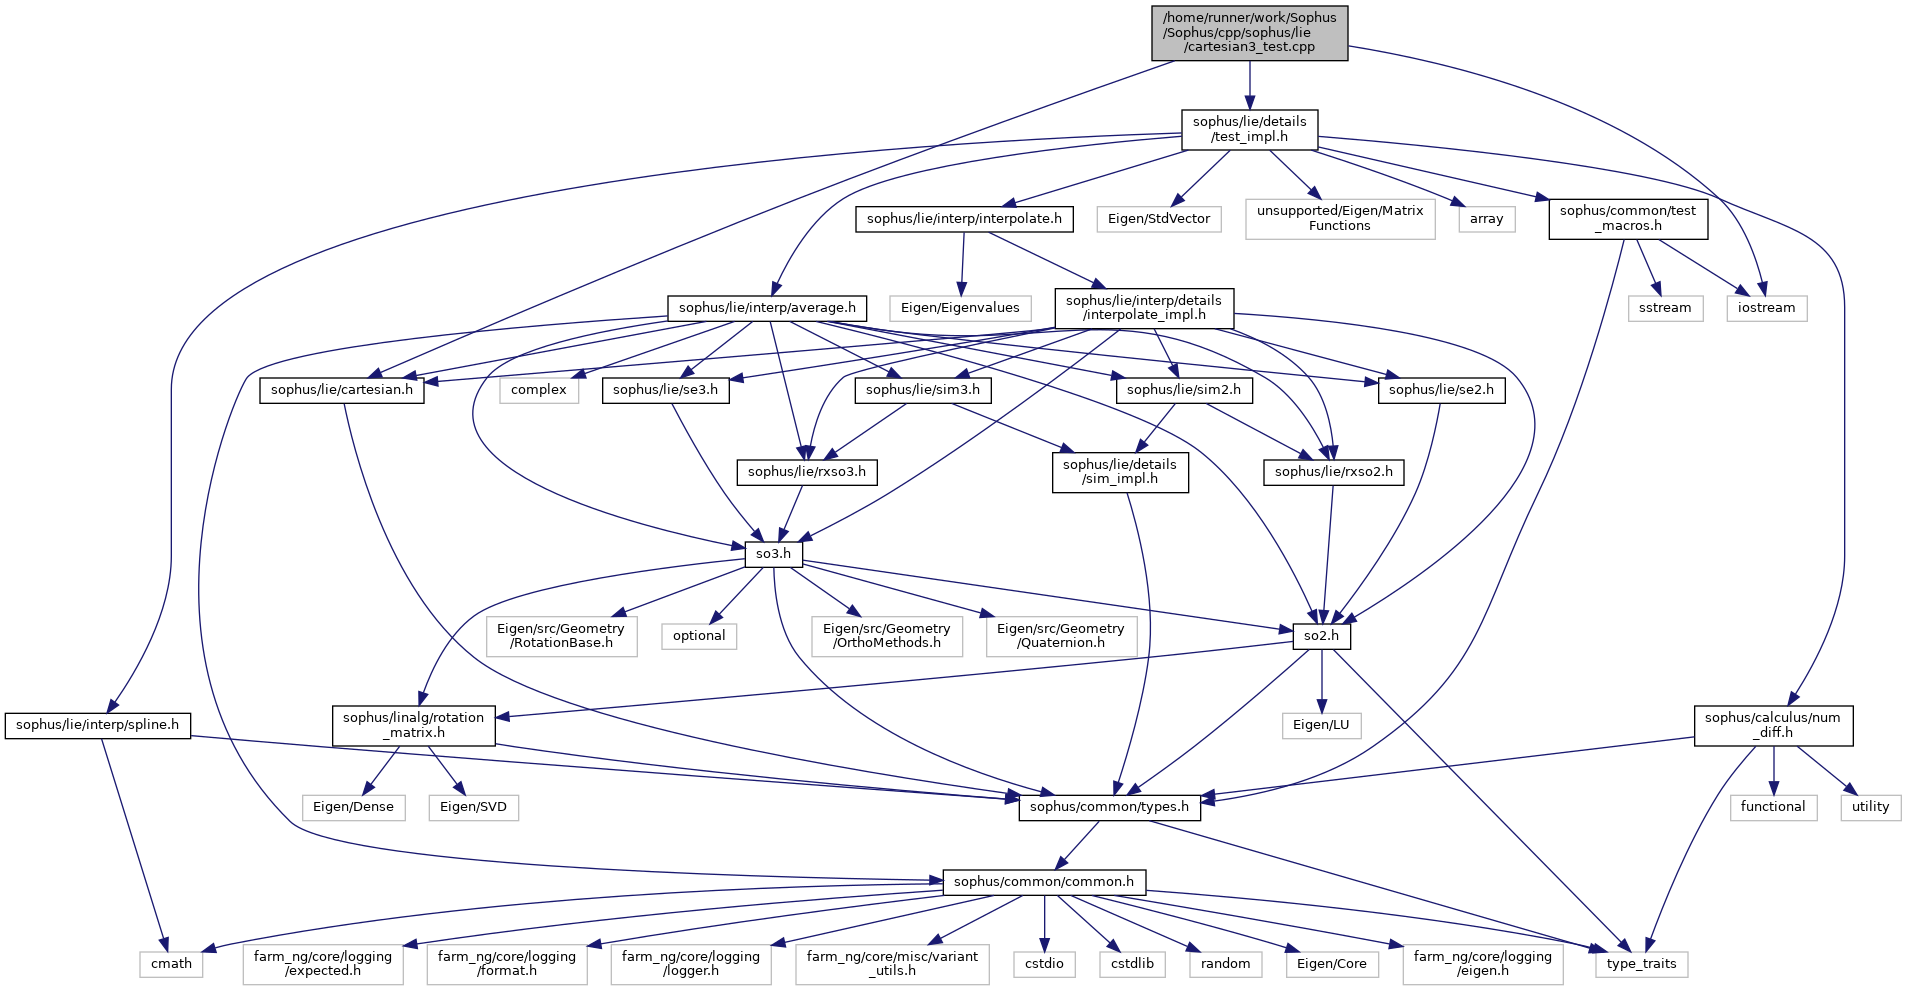 /home/runner/work/Sophus
/Sophus/cpp/sophus/lie
/cartesian3_test.cpp
sophus/lie/details
/test_impl.h
sophus/lie/interp/interpolate.h
Eigen/StdVector
unsupported/Eigen/Matrix
Functions
array
sophus/common/test
_macros.h
sophus/lie/interp/average.h
Eigen/Eigenvalues
sophus/lie/interp/details
/interpolate_impl.h
sstream
iostream
sophus/lie/cartesian.h
complex
sophus/lie/se3.h
sophus/lie/sim3.h
sophus/lie/sim2.h
sophus/lie/se2.h
sophus/lie/rxso3.h
sophus/lie/details
/sim_impl.h
sophus/lie/rxso2.h
so3.h
Eigen/src/Geometry
/RotationBase.h
optional
Eigen/src/Geometry
/OrthoMethods.h
Eigen/src/Geometry
/Quaternion.h
so2.h
sophus/lie/interp/spline.h
sophus/linalg/rotation
_matrix.h
Eigen/LU
sophus/calculus/num
_diff.h
Eigen/Dense
Eigen/SVD
sophus/common/types.h
functional
utility
sophus/common/common.h
cmath
farm_ng/core/logging
/expected.h
farm_ng/core/logging
/format.h
farm_ng/core/logging
/logger.h
farm_ng/core/misc/variant
_utils.h
cstdio
cstdlib
random
Eigen/Core
farm_ng/core/logging
/eigen.h
type_traits